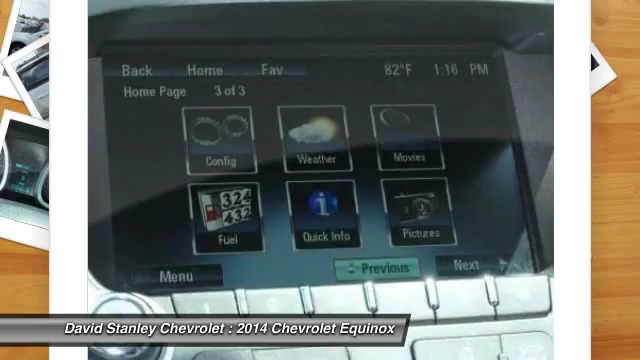 Back Home Fav 82°F 1:16 PM
Home Page 3 of 3
Config Weather Movies
324
432
Fuel Quick Info Pictures
Menu Previous Next
David Stanley Chevrolet : 2014 Chevrolet Equinox